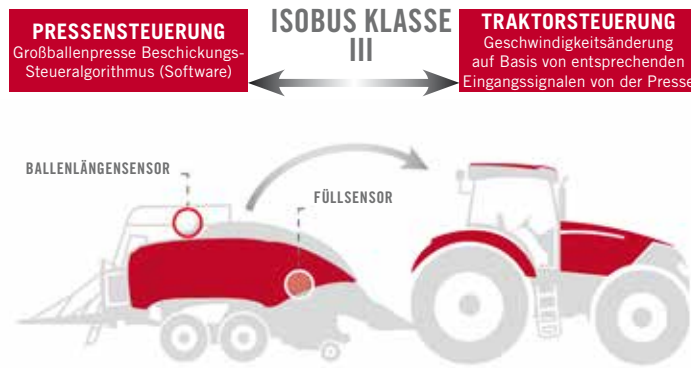 PRESSENSTEUERUNG
Großballenpresse Beschickungs-
Steueralgorithmus (Software)
ISOBUS KLASSE
III
TRAKTORSTEUERUNG
Geschwindigkeitsänderung
auf Basis von entsprechenden
Eingangssignalen von der Presse
BALLENLÄNGENSENSOR
FÜLLSENSOR